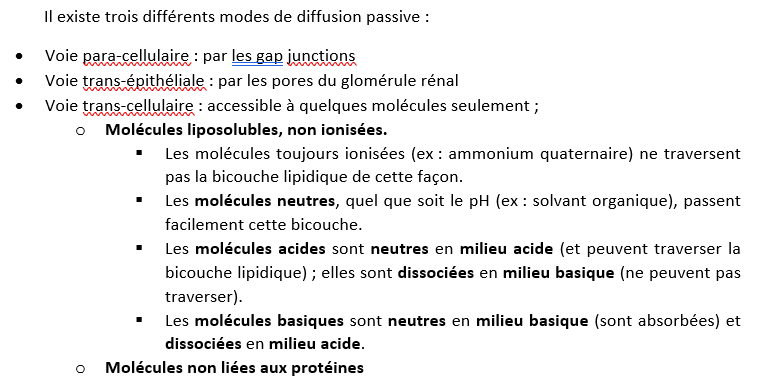 Il existe trois différents modes de diffusion passive :
• Voie para-cellulaire : par les gap junctions
• Voie trans-épithéliale : par les pores du glomérule rénal
• Voie trans-cellulaire : accessible à quelques molécules seulement ;
o Molécules liposolubles, non ionisées.
▪ Les molécules toujours ionisées (ex : ammonium quaternaire) ne traversent
pas la bicouche lipidique de cette façon.
▪ Les molécules neutres, quel que soit le pH (ex : solvant organique), passent
facilement cette bicouche.
▪ Les molécules acides sont neutres en milieu acide (et peuvent traverser la
bicouche lipidique) ; elles sont dissociées en milieu basique (ne peuvent pas
traverser).
▪ Les molécules basiques sont neutres en milieu basique (sont absorbées) et
dissociées en milieu acide.
o Molécules non liées aux protéines